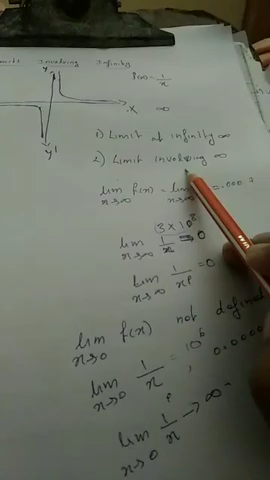 involving Infinity
y
f(x) = 1/x
x
∞
y'
1) Limit at infinity ∞
2) Limit involving ∞
lim x→∞ f(x) = lim x→∞ = .000
3 × 10⁸
lim x→∞ 1/x = 0
lim x→∞ 1/xᵖ = 0
lim x→0 f(x) not defined
lim x→0 1/x = 10⁶ , 0.0000
lim x→0 1/x → ∞